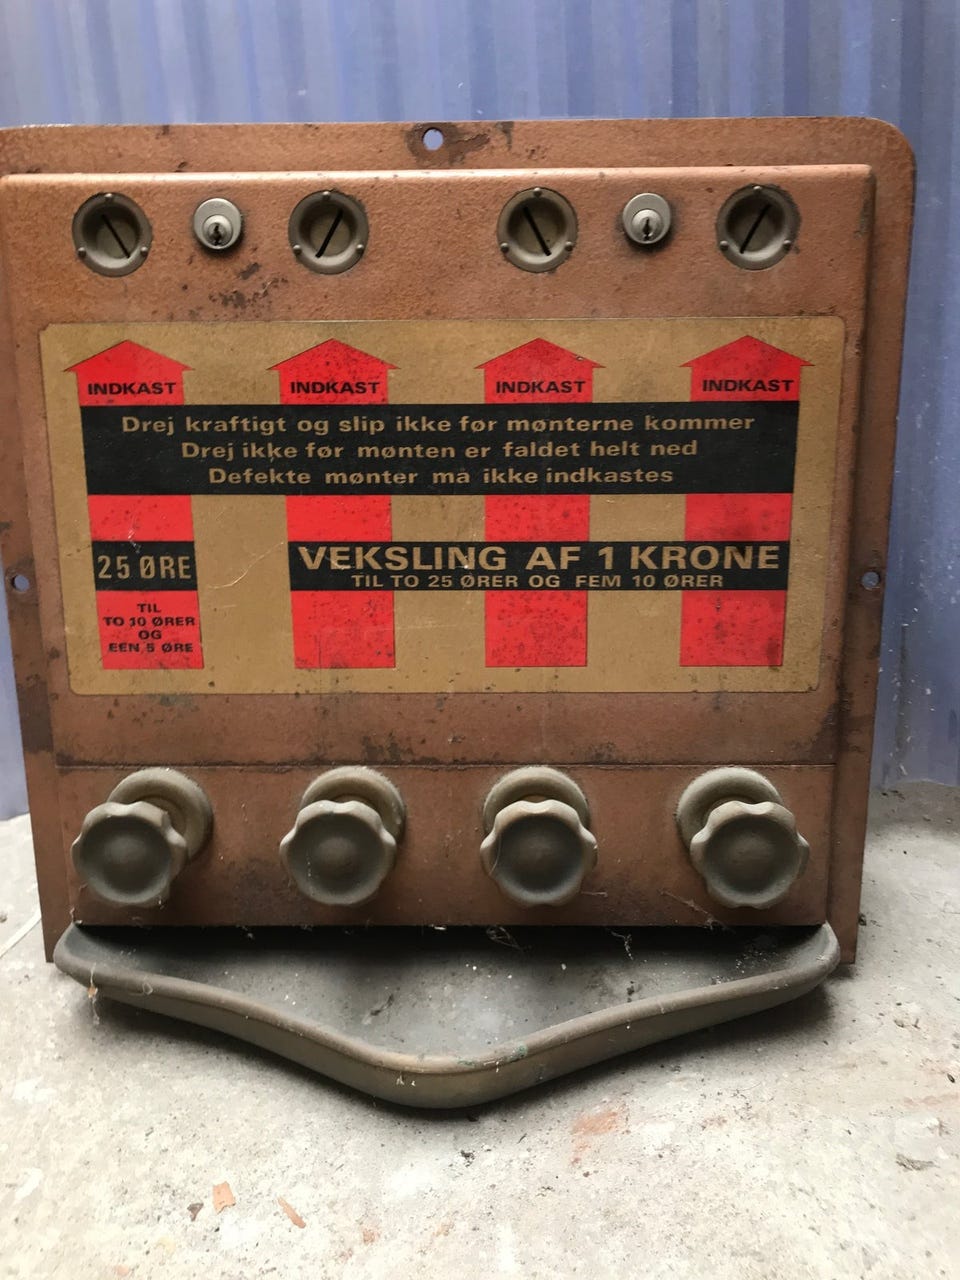 INDKAST INDKAST INDKAST INDKAST
Drej kraftigt og slip ikke før mønterne kommer
Drej ikke før mønten er faldet helt ned
Defekte mønter ma ikke indkastes
25 ØRE
TIL
TO 10 ØRER
OG
EEN 5 ØRE
VEKSLING AF 1 KRONE
TIL TO 25 ØRER OG FEM 10 ØRER